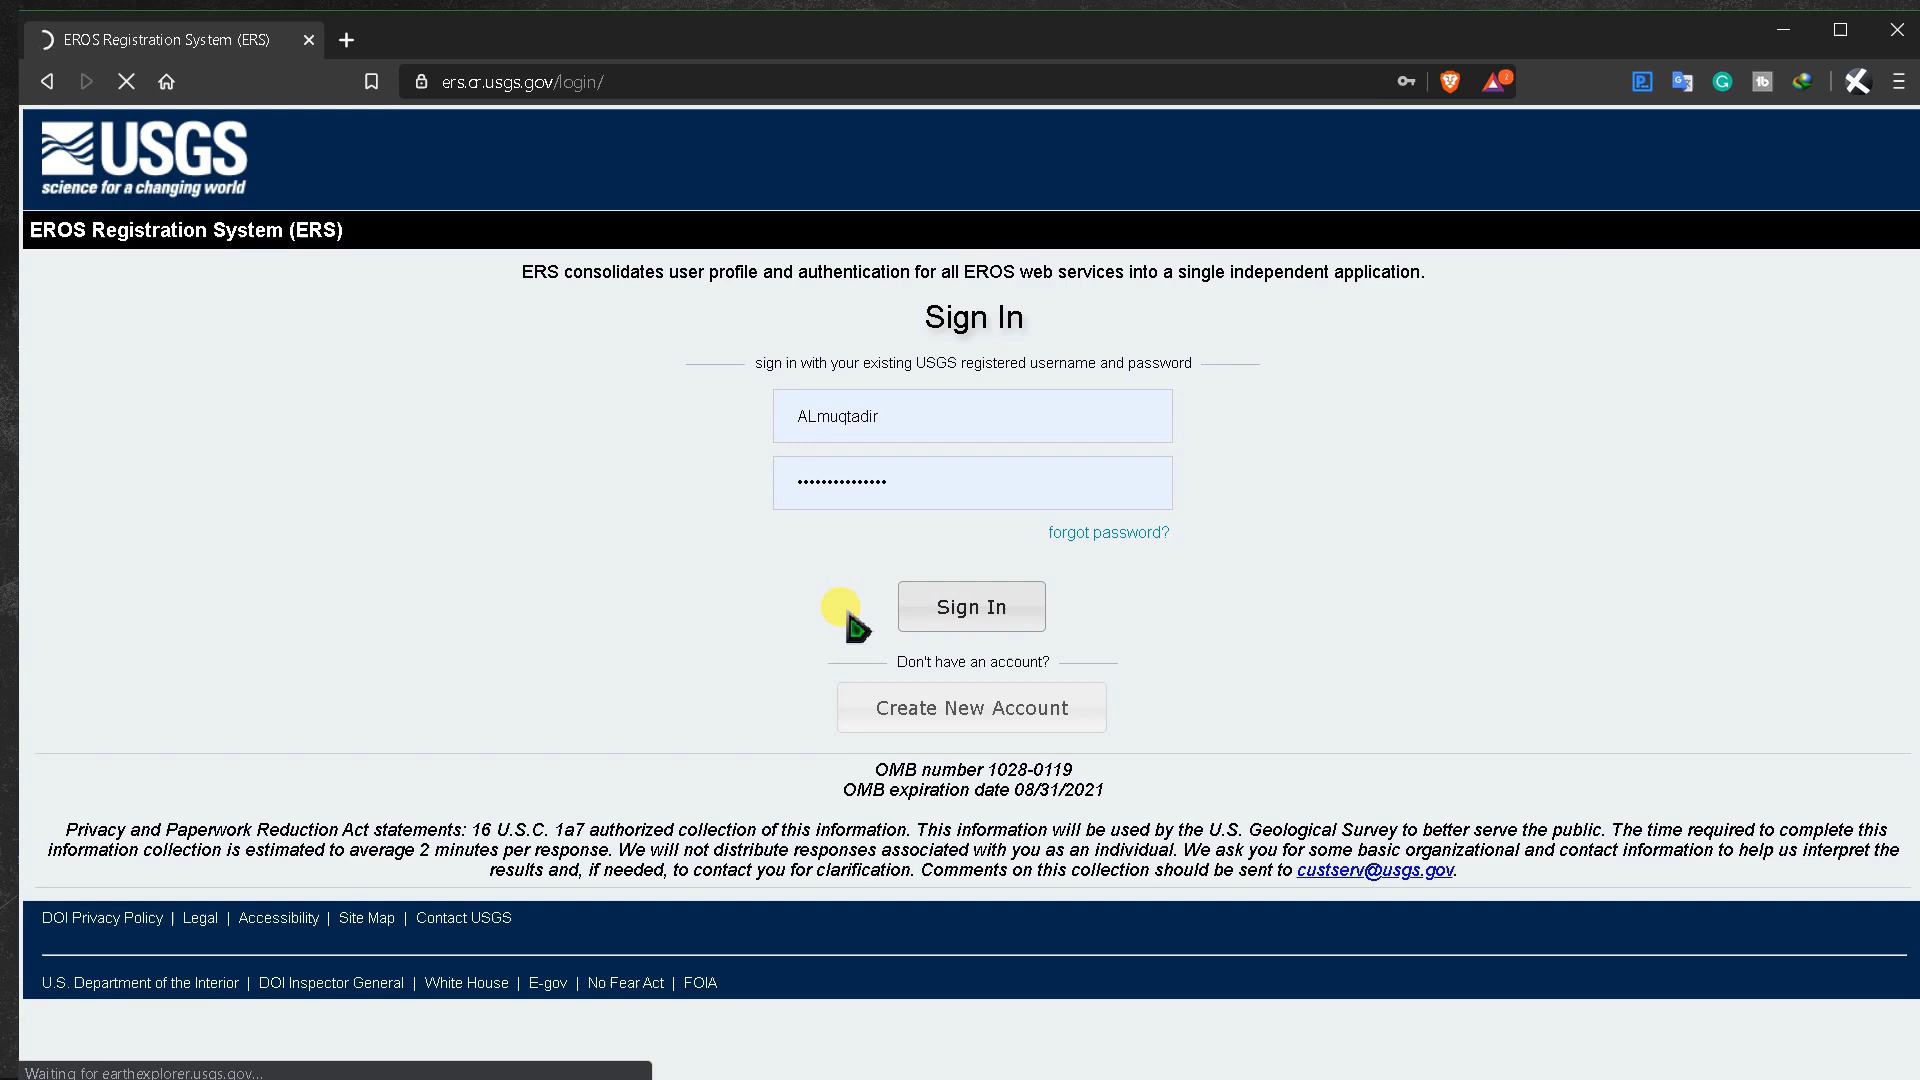 EROS Registration System (ERS)
ers.cr.usgs.gov/login/
2
USGS
science for a changing world
EROS Registration System (ERS)
ERS consolidates user profile and authentication for all EROS web services into a single independent application.
Sign In
sign in with your existing USGS registered username and password
ALmuqtadir
•••••••••••••••
forgot password?
Sign In
Don't have an account?
Create New Account
OMB number 1028-0119
OMB expiration date 08/31/2021
Privacy and Paperwork Reduction Act statements: 16 U.S.C. 1a7 authorized collection of this information. This information will be used by the U.S. Geological Survey to better serve the public. The time required to complete this
information collection is estimated to average 2 minutes per response. We will not distribute responses associated with you as an individual. We ask you for some basic organizational and contact information to help us interpret the
results and, if needed, to contact you for clarification. Comments on this collection should be sent to custserv@usgs.gov.
DOI Privacy Policy | Legal | Accessibility | Site Map | Contact USGS
U.S. Department of the Interior | DOI Inspector General | White House | E-gov | No Fear Act | FOIA
Waiting for earthexplorer.usgs.gov...